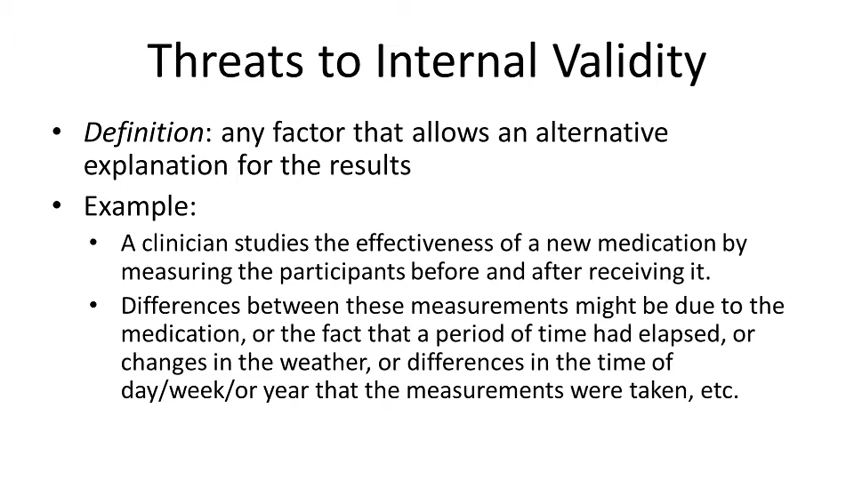 Threats to Internal Validity
• Definition: any factor that allows an alternative
explanation for the results
• Example:
• A clinician studies the effectiveness of a new medication by
measuring the participants before and after receiving it.
• Differences between these measurements might be due to the
medication, or the fact that a period of time had elapsed, or
changes in the weather, or differences in the time of
day/week/or year that the measurements were taken, etc.